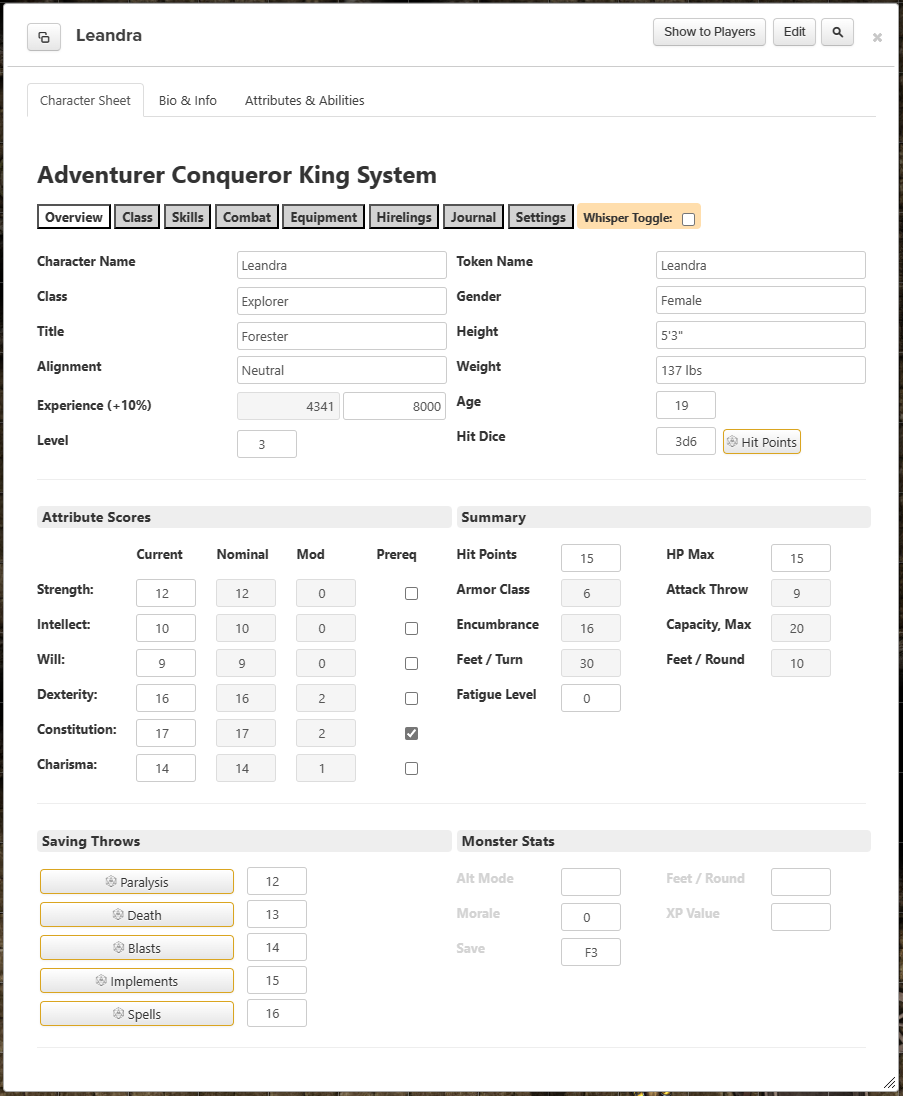 Leandra
Show to Players Edit
Character Sheet Bio & Info Attributes & Abilities
Adventurer Conqueror King System
Overview Class Skills Combat Equipment Hirelings Journal Settings Whisper Toggle:
Character Name Leandra Token Name Leandra
Class Explorer Gender Female
Title Forester Height 5'3"
Alignment Neutral Weight 137 lbs
Experience (+10%) 4341 8000 Age 19
Level 3 Hit Dice 3d6 Hit Points
Attribute Scores Summary
Current Nominal Mod Prereq Hit Points 15 HP Max 15
Strength: 12 12 0 Armor Class 6 Attack Throw 9
Intellect: 10 10 0 Encumbrance 16 Capacity, Max 20
Will: 9 9 0 Feet / Turn 30 Feet / Round 10
Dexterity: 16 16 2 Fatigue Level 0
Constitution: 17 17 2
Charisma: 14 14 1
Saving Throws Monster Stats
Paralysis 12 Alt Mode Feet / Round
Death 13 Morale 0 XP Value
Blasts 14 Save F3
Implements 15
Spells 16